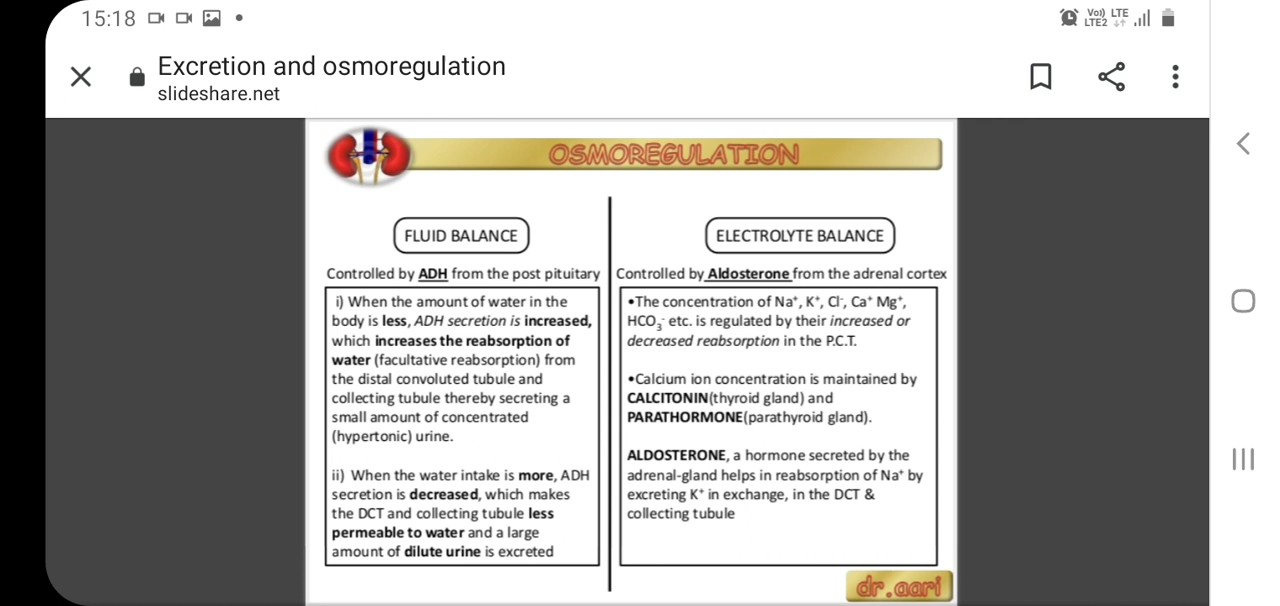 15:18
Vo)) LTE
LTE2
Excretion and osmoregulation
slideshare.net
OSMOREGULATION
FLUID BALANCE
Controlled by ADH from the post pituitary
i) When the amount of water in the
body is less, ADH secretion is increased,
which increases the reabsorption of
water (facultative reabsorption) from
the distal convoluted tubule and
collecting tubule thereby secreting a
small amount of concentrated
(hypertonic) urine.
ii) When the water intake is more, ADH
secretion is decreased, which makes
the DCT and collecting tubule less
permeable to water and a large
amount of dilute urine is excreted
ELECTROLYTE BALANCE
Controlled by Aldosterone from the adrenal cortex
•The concentration of Na⁺, K⁺, Cl⁻, Ca⁺ Mg⁺,
HCO₃⁻ etc. is regulated by their increased or
decreased reabsorption in the P.C.T.
•Calcium ion concentration is maintained by
CALCITONIN(thyroid gland) and
PARATHORMONE(parathyroid gland).
ALDOSTERONE, a hormone secreted by the
adrenal-gland helps in reabsorption of Na⁺ by
excreting K⁺ in exchange, in the DCT &
collecting tubule
dr.aari